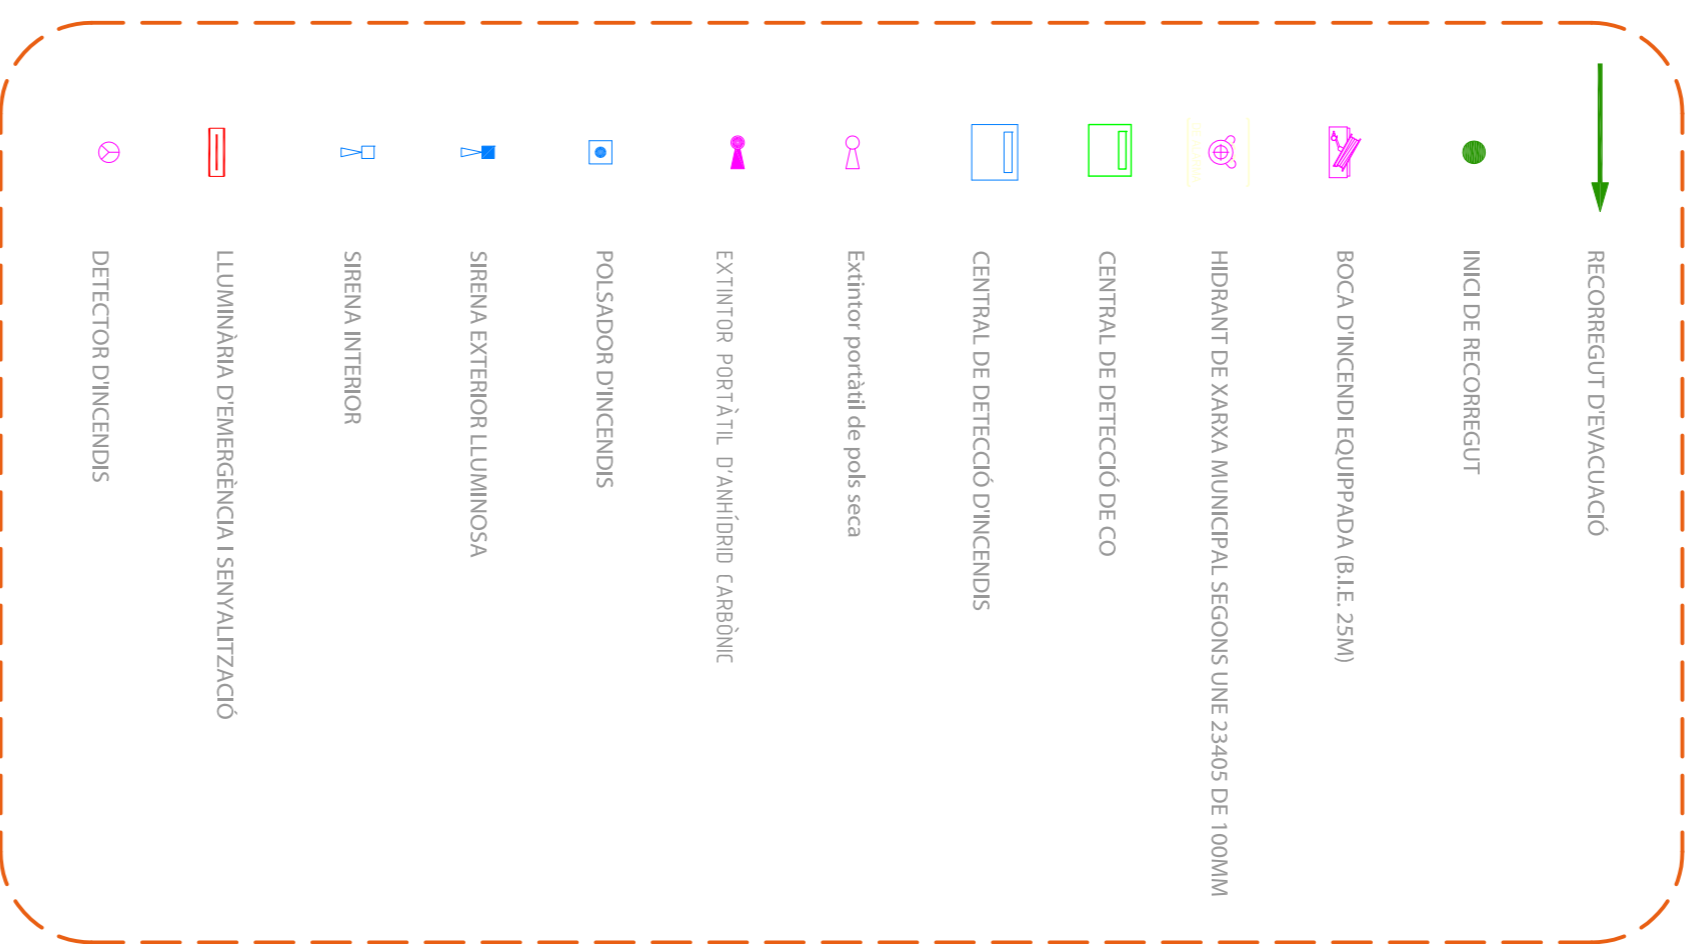 RECORREGUT D'EVACUACIÓ
INICI DE RECORREGUT
BOCA D'INCENDI EQUIPPADA (B.I.E. 25M)
HIDRANT DE XARXA MUNICIPAL SEGONS UNE 23405 DE 100MM
CENTRAL DE DETECCIÓ DE CO
CENTRAL DE DETECCIÓ D'INCENDIS
Extintor portàtil de pols seca
EXTINTOR PORTÀTIL D'ANHÍDRID CARBÒNIC
POLSADOR D'INCENDIS
SIRENA EXTERIOR LLUMINOSA
SIRENA INTERIOR
LLUMINÀRIA D'EMERGÈNCIA I SENYALITZACIÓ
DETECTOR D'INCENDIS